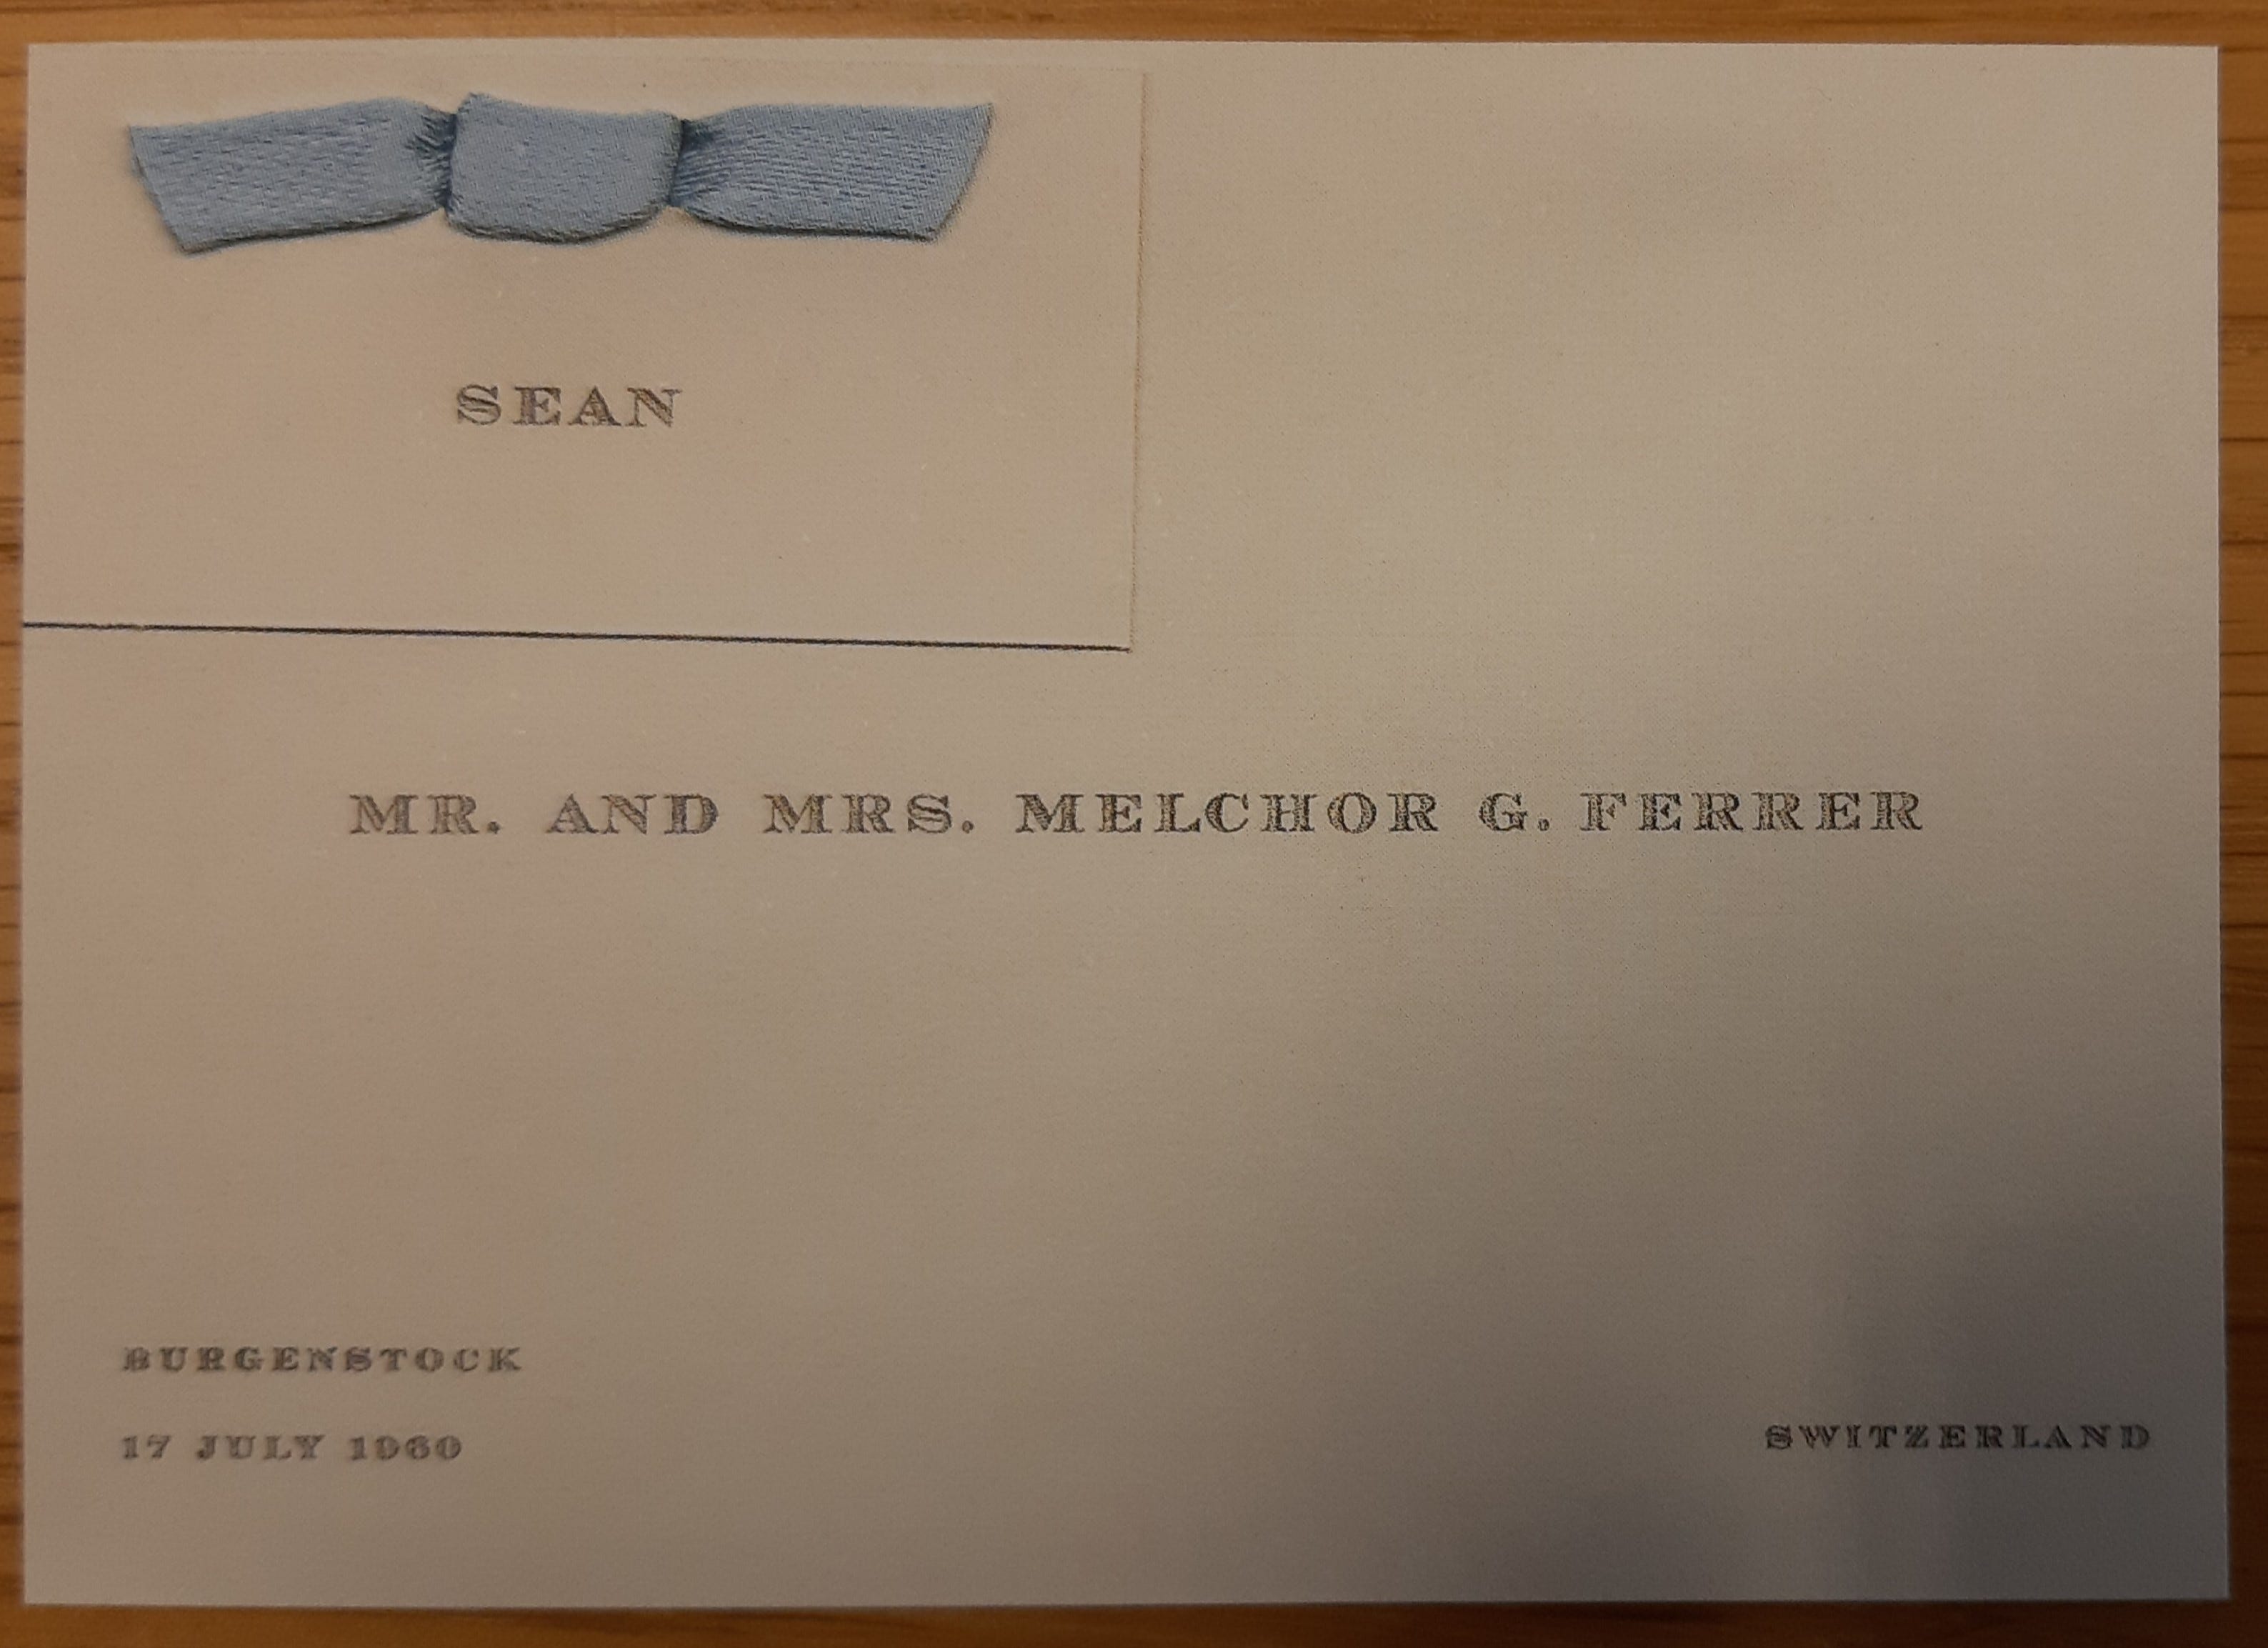 SEAN
MR. AND MRS. MELCHOR G. FERRER
BURGENSTOCK
17 JULY 1960
SWITZERLAND